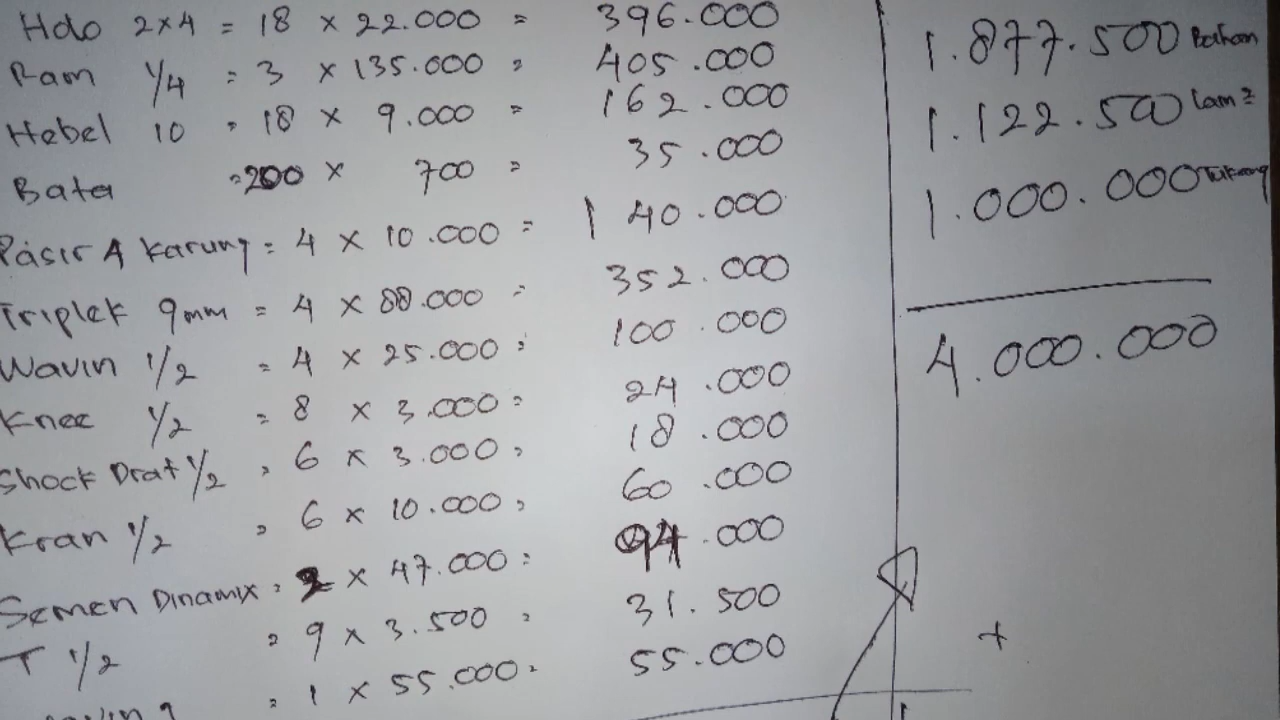 Holo 2x4 = 18 x 22.000 = 396.000
Ram 1/4 = 3 x 135.000 = 405.000
Hebel 10 = 18 x 9.000 = 162.000
Bata = 200 x 700 = 35.000
Pasir 4 karung = 4 x 10.000 = 140.000
Triplek 9mm = 4 x 88.000 = 352.000
Wavin 1/2 = 4 x 25.000 = 100.000
Knee 1/2 = 8 x 3.000 = 24.000
Shock Drat 1/2 = 6 x 3.000 = 18.000
Kran 1/2 = 6 x 10.000 = 60.000
Semen Dinamix = 2 x 47.000 = 94.000
T 1/2 = 9 x 3.500 = 31.500
= 1 x 55.000 = 55.000
1.877.500
1.122.500
1.000.000 Tukang
4.000.000
+